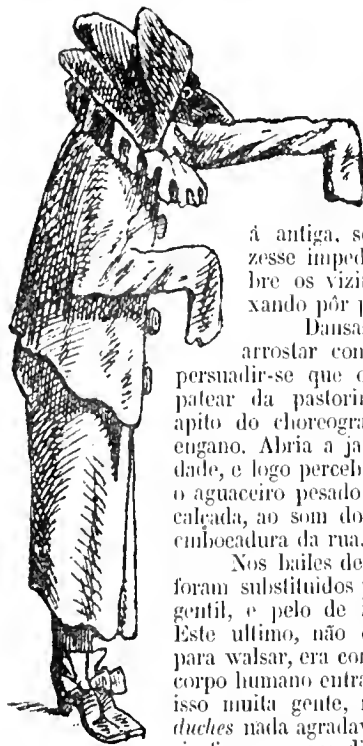 á antiga, se
zesse imped
bre os vizi
xando pôr p
Dansa
arrostar con
persuadir-se que o
patear da pastori
apito do choreogra
engano. Abria a ja
dade, e logo perceb
o aguaceiro pesado
calçada, ao som do
embocadura da rua.
Nos bailes de
foram substituidos
gentil, e pelo de
Este ultimo, não
para walsar, era con
corpo humano entra
isso muita gente,
duches nada agrada